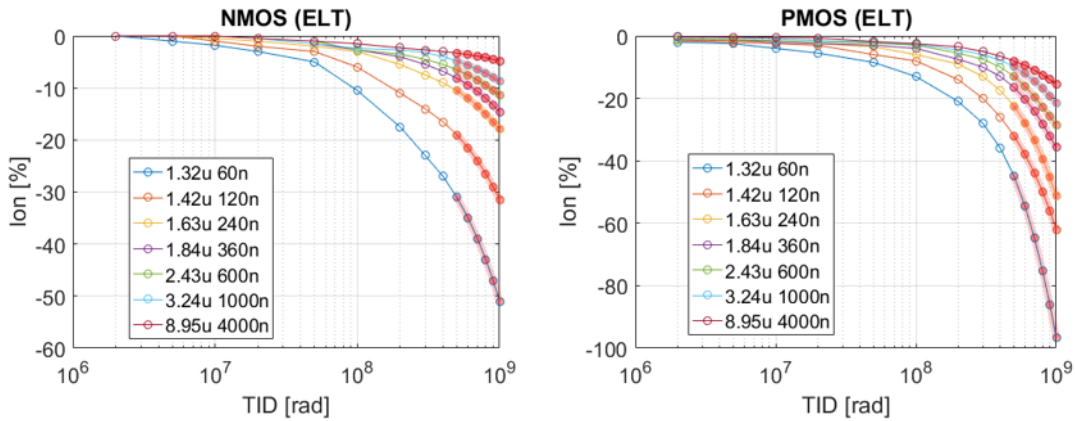 NMOS (ELT)
0
-10
-20
-30
-40
-50
-60
Ion [%]
1.32u 60n
1.42u 120n
1.63u 240n
1.84u 360n
2.43u 600n
3.24u 1000n
8.95u 4000n
10^6
10^7
10^8
10^9
TID [rad]
PMOS (ELT)
0
-20
-40
-60
-80
-100
Ion [%]
1.32u 60n
1.42u 120n
1.63u 240n
1.84u 360n
2.43u 600n
3.24u 1000n
8.95u 4000n
10^6
10^7
10^8
10^9
TID [rad]